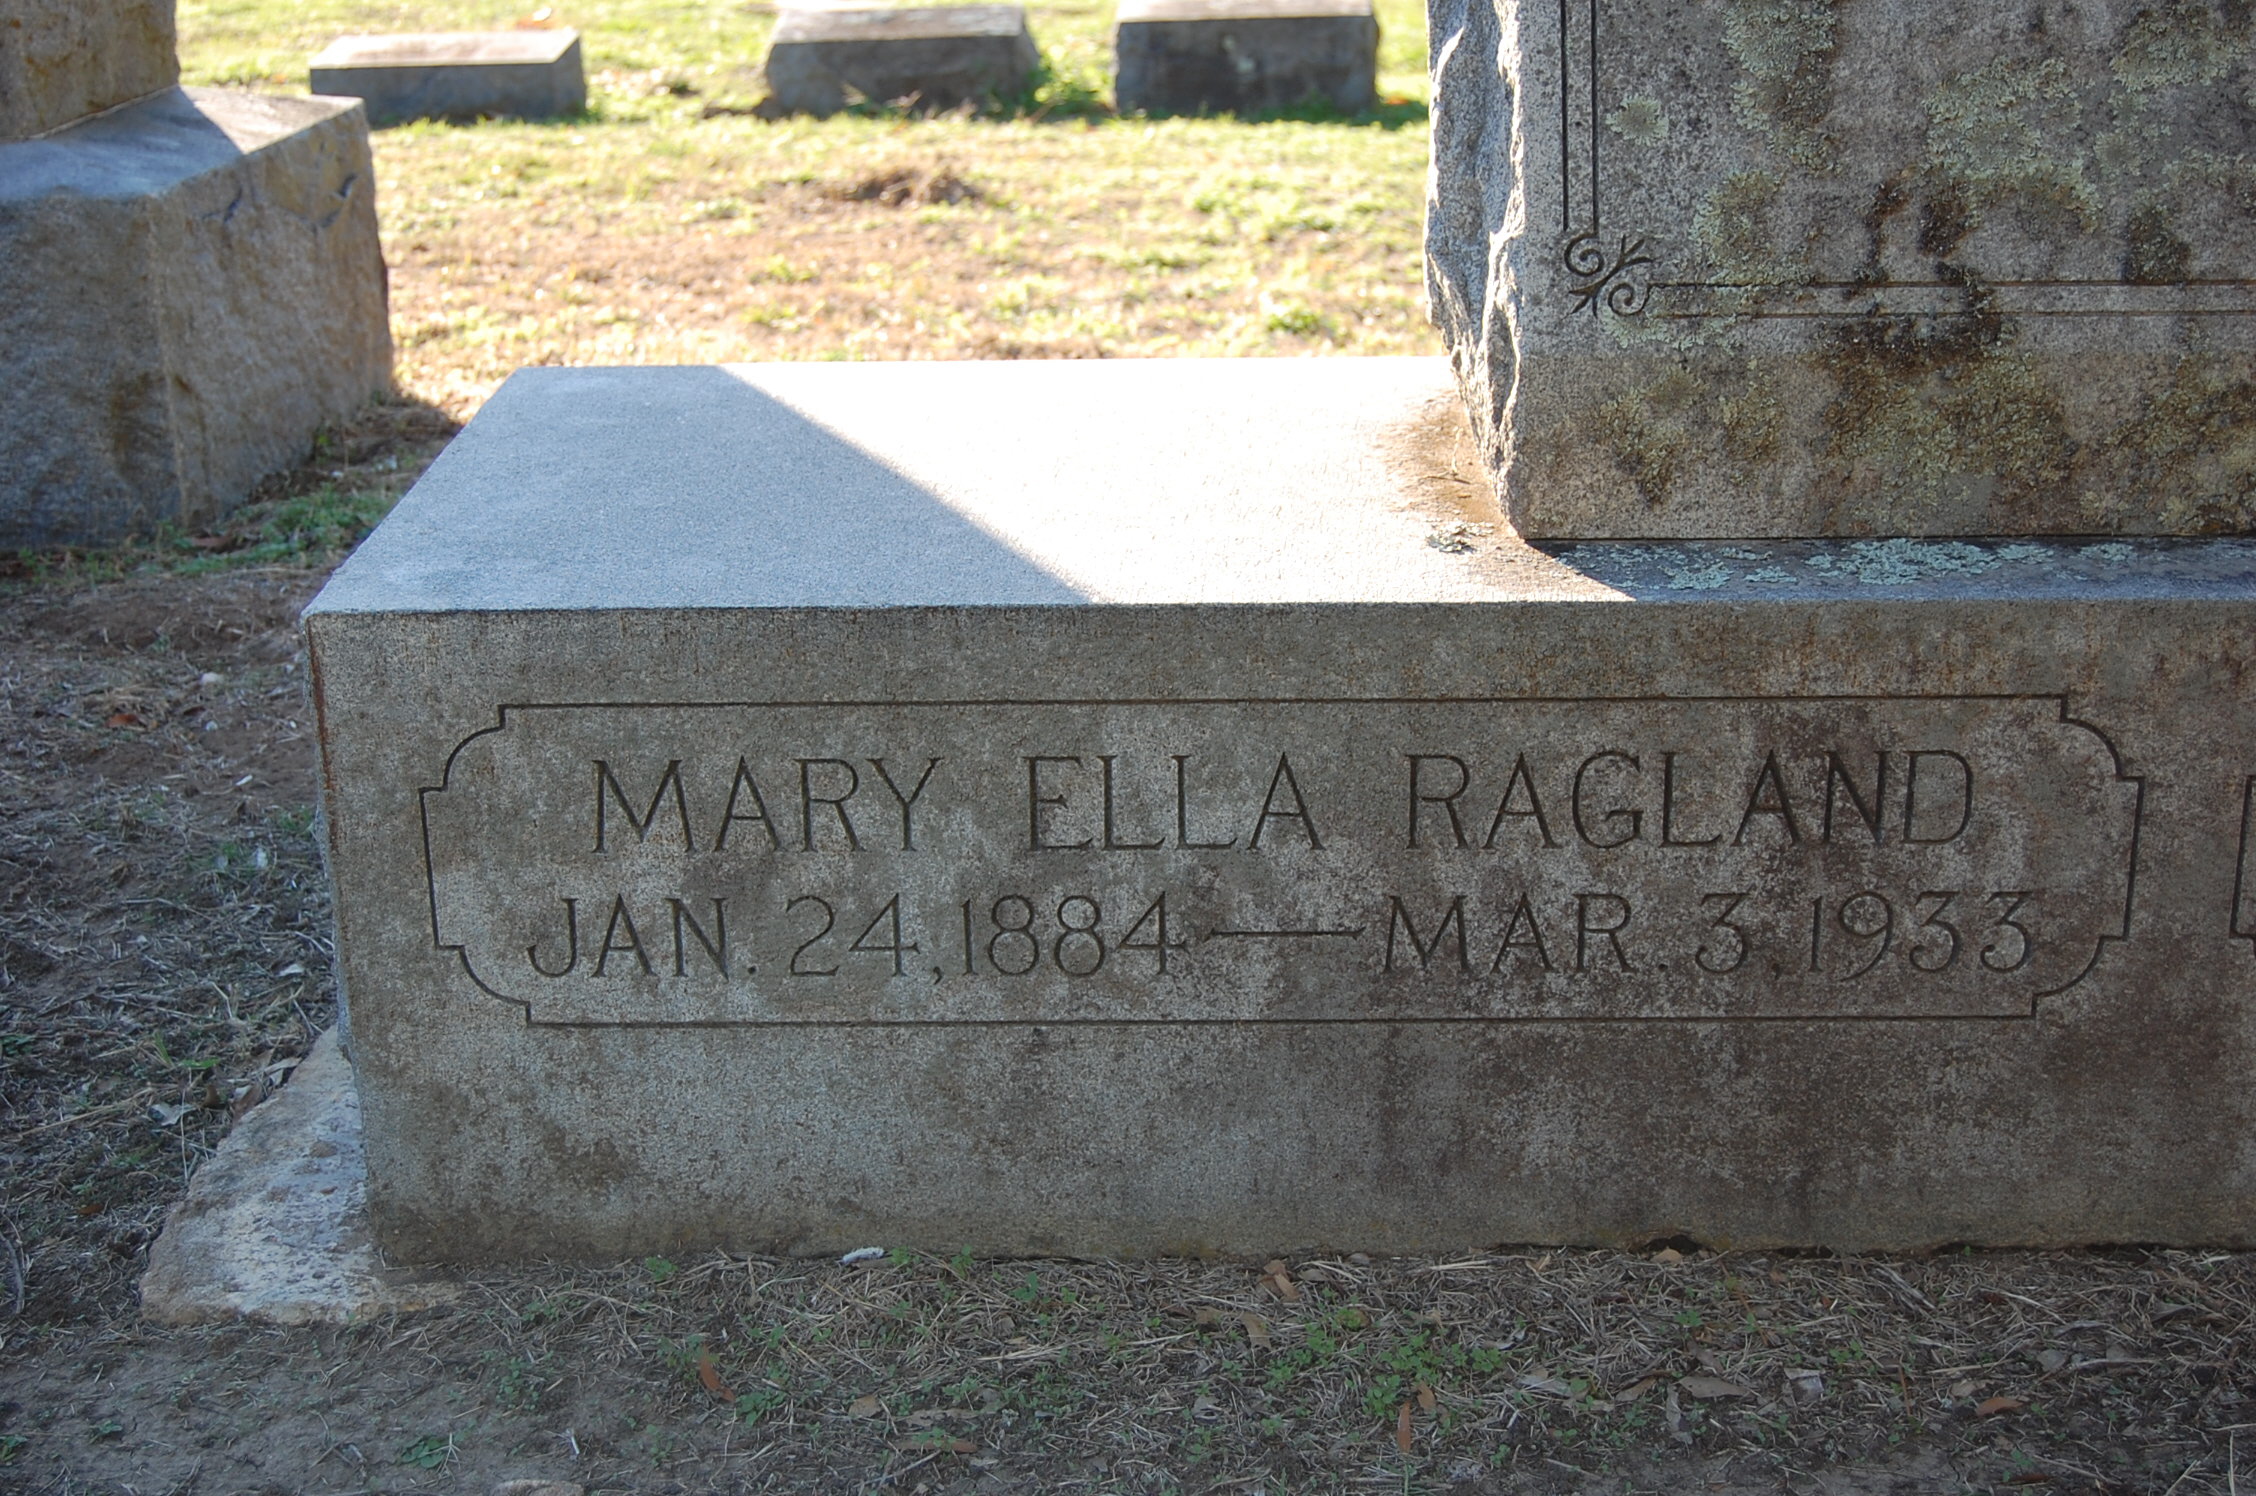 MARY ELLA RAGLAND
JAN. 24, 1884 — MAR. 3, 1933